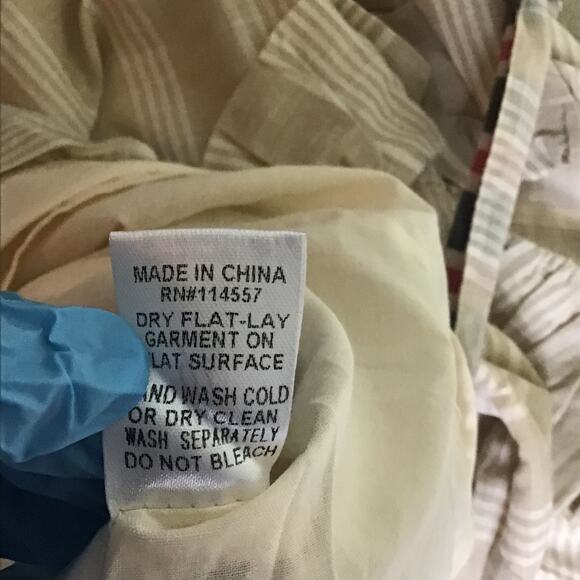 MADE IN CHINA
RN#114557
DRY FLAT-LAY
GARMENT ON
LAT SURFACE
ND WASH COLD
OR DRY CLEAN
WASH SEPARATELY
DO NOT BLEACH